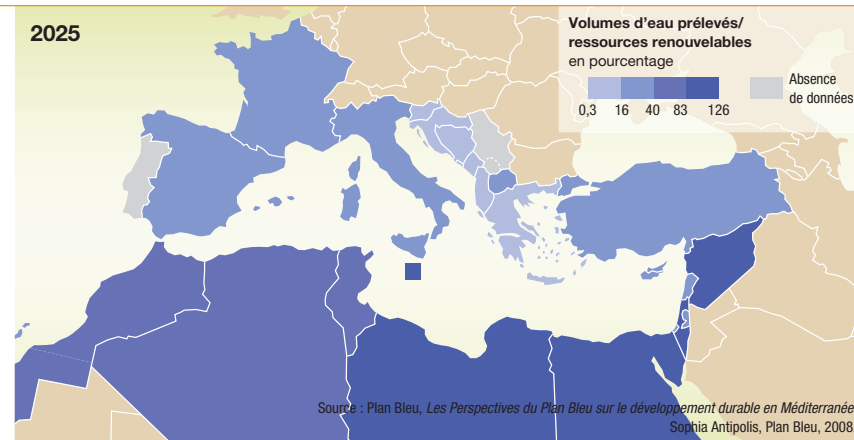 2025
Volumes d'eau prélevés/
ressources renouvelables
en pourcentage
Absence
de données
0,3 16 40 83 126
Source : Plan Bleu, Les Perspectives du Plan Bleu sur le développement durable en Méditerranée
Sophia Antipolis, Plan Bleu, 2008